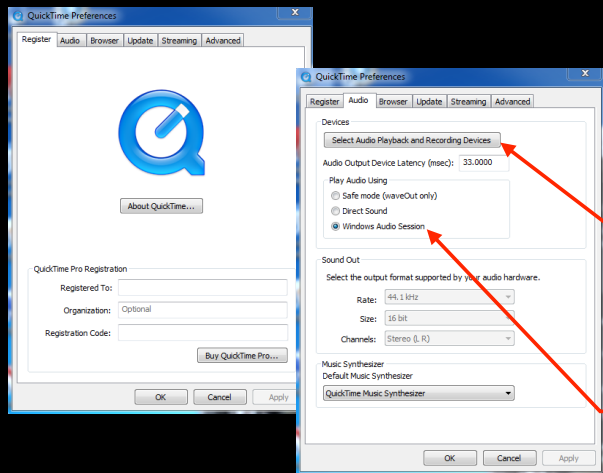 QuickTime Preferences
x
Register Audio Browser Update Streaming Advanced
About QuickTime...
QuickTime Pro Registration
Registered To:
Organization: Optional
Registration Code:
Buy QuickTime Pro...
OK Cancel Apply
QuickTime Preferences
x
Register Audio Browser Update Streaming Advanced
Devices
Select Audio Playback and Recording Devices
Audio Output Device Latency (msec): 33.0000
Play Audio Using
Safe mode (waveOut only)
Direct Sound
Windows Audio Session
Sound Out
Select the output format supported by your audio hardware.
Rate: 44.1 kHz
Size: 16 bit
Channels: Stereo (L R)
Music Synthesizer
Default Music Synthesizer
QuickTime Music Synthesizer
OK Cancel Apply